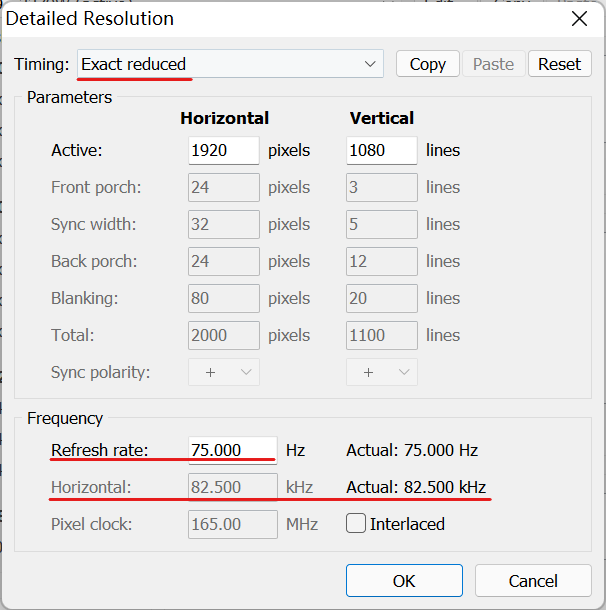 Detailed Resolution
Timing: Exact reduced Copy Paste Reset
Parameters
Horizontal Vertical
Active: 1920 pixels 1080 lines
Front porch: 24 pixels 3 lines
Sync width: 32 pixels 5 lines
Back porch: 24 pixels 12 lines
Blanking: 80 pixels 20 lines
Total: 2000 pixels 1100 lines
Sync polarity: + +
Frequency
Refresh rate: 75.000 Hz Actual: 75.000 Hz
Horizontal: 82.500 kHz Actual: 82.500 kHz
Pixel clock: 165.00 MHz Interlaced
OK Cancel